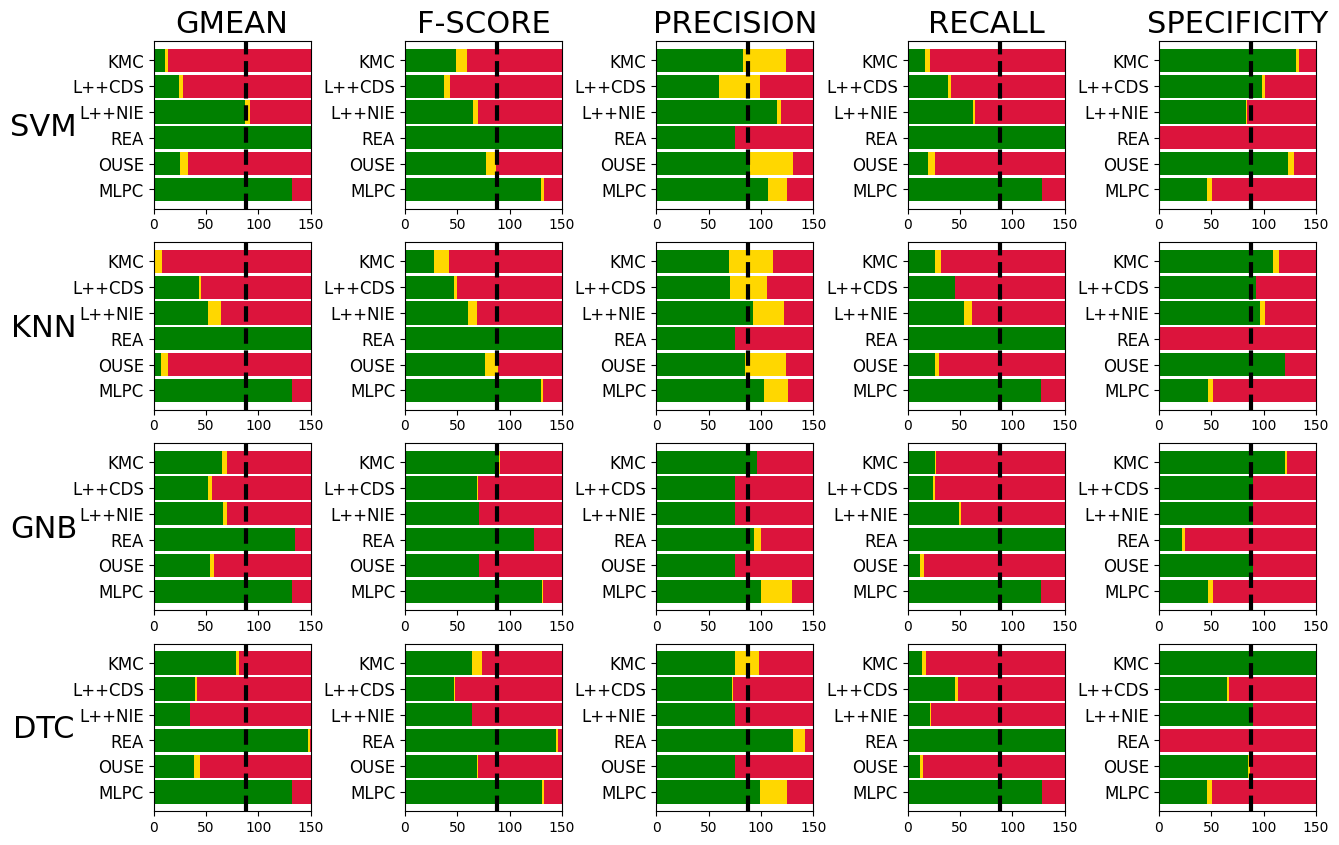 GMEAN F-SCORE PRECISION RECALL SPECIFICITY
SVM
KMC KMC KMC KMC KMC
L++CDS L++CDS L++CDS L++CDS L++CDS
L++NIE L++NIE L++NIE L++NIE L++NIE
REA REA REA REA REA
OUSE OUSE OUSE OUSE OUSE
MLPC MLPC MLPC MLPC MLPC
0 50 100 150 0 50 100 150 0 50 100 150 0 50 100 150 0 50 100 150
KNN
KMC KMC KMC KMC KMC
L++CDS L++CDS L++CDS L++CDS L++CDS
L++NIE L++NIE L++NIE L++NIE L++NIE
REA REA REA REA REA
OUSE OUSE OUSE OUSE OUSE
MLPC MLPC MLPC MLPC MLPC
0 50 100 150 0 50 100 150 0 50 100 150 0 50 100 150 0 50 100 150
GNB
KMC KMC KMC KMC KMC
L++CDS L++CDS L++CDS L++CDS L++CDS
L++NIE L++NIE L++NIE L++NIE L++NIE
REA REA REA REA REA
OUSE OUSE OUSE OUSE OUSE
MLPC MLPC MLPC MLPC MLPC
0 50 100 150 0 50 100 150 0 50 100 150 0 50 100 150 0 50 100 150
DTC
KMC KMC KMC KMC KMC
L++CDS L++CDS L++CDS L++CDS L++CDS
L++NIE L++NIE L++NIE L++NIE L++NIE
REA REA REA REA REA
OUSE OUSE OUSE OUSE OUSE
MLPC MLPC MLPC MLPC MLPC
0 50 100 150 0 50 100 150 0 50 100 150 0 50 100 150 0 50 100 150